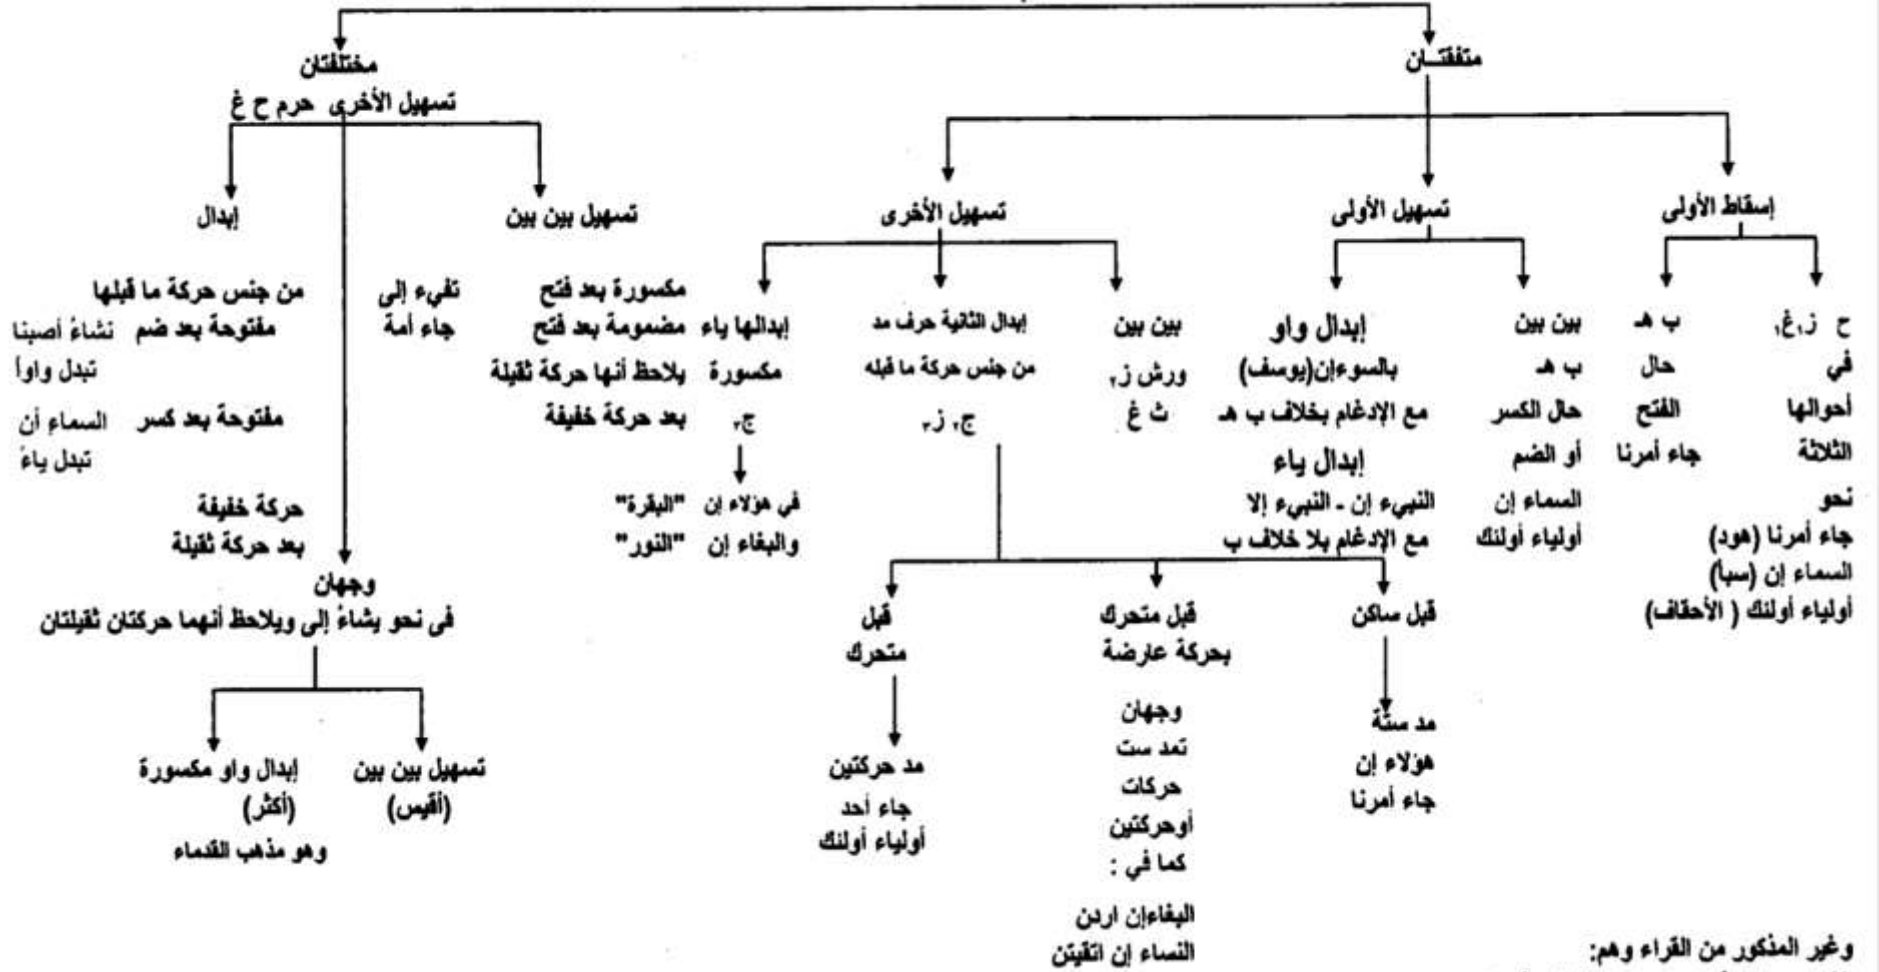 متفقتــان
مختلفتان
تسهيل الأخرى حرم ح غ
إسقاط الأولى
تسهيل الأولى
تسهيل الأخرى
تسهيل بين بين
إبدال
ح ز١ غ١
في
أحوالها
الثلاثة
نحو
جاء أمرنا (هود)
السماء إن (سبأ)
أولياء أولئك ( الأحقاف)
ب هـ
حال
الفتح
جاء أمرنا
بين بين
ب هـ
حال الكسر
أو الضم
السماء إن
أولياء أولئك
إبدال واو
بالسوءإن(يوسف)
مع الإدغام بخلاف ب هـ
إبدال ياء
النبيء إن ـ النبيء إلا
مع الإدغام بلا خلاف ب
بين بين
ورش ز٢
ث غ
إبدال الثانية حرف مد
من جنس حركة ما قبله
ج٢ ز٣
إبدالها ياء
مكسورة
ج٣
في هؤلاء إن "البقرة"
والبغاء إن "النور"
قبل ساكن
مد ستة
هؤلاء إن
جاء أمرنا
قبل متحرك
بحركة عارضة
وجهان
تمد ست
حركات
أوحركتين
كما في :
البغاءإن اردن
النساء إن اتقيتن
قبل
متحرك
مد حركتين
جاء أحد
أولياء أولئك
مكسورة بعد فتح
مضمومة بعد فتح
يلاحظ أنها حركة ثقيلة
بعد حركة خفيفة
تفيء إلى
جاء أمة
من جنس حركة ما قبلها
مفتوحة بعد ضم نشاءُ أصبنا
تبدل واواً
مفتوحة بعد كسر السماءِ أن
تبدل ياءً
حركة خفيفة
بعد حركة ثقيلة
وجهان
فى نحو يشاءُ إلى ويلاحظ أنهما حركتان ثقيلتان
تسهيل بين بين
(أقيس)
إبدال واو مكسورة
(أكثر)
وهو مذهب القدماء
وغير المذكور من القراء وهم: